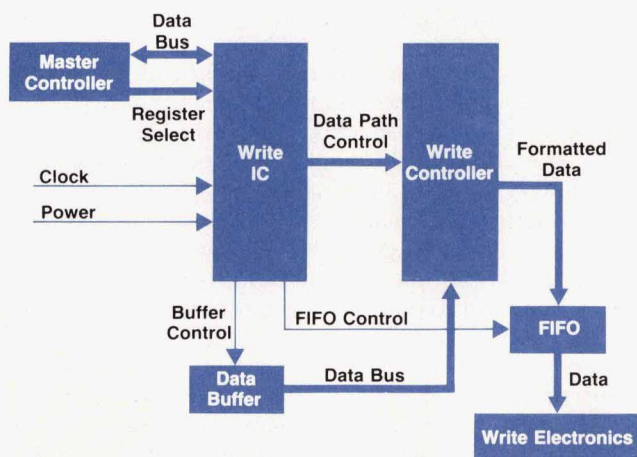 Data
Bus
Master
Controller
Register
Select
Clock
Power
Write
IC
Data Path
Control
Write
Controller
Formatted
Data
Buffer
Control
FIFO Control
FIFO
Data
Buffer
Data Bus
Data
Write Electronics